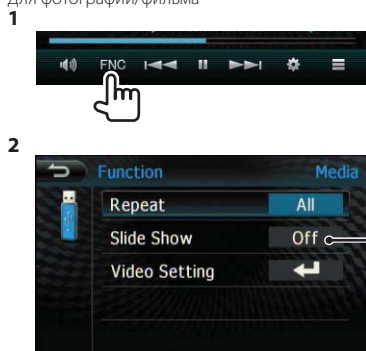 для фотографий/фильма
1
FNC
2
Function Media
Repeat All
Slide Show Off
Video Setting